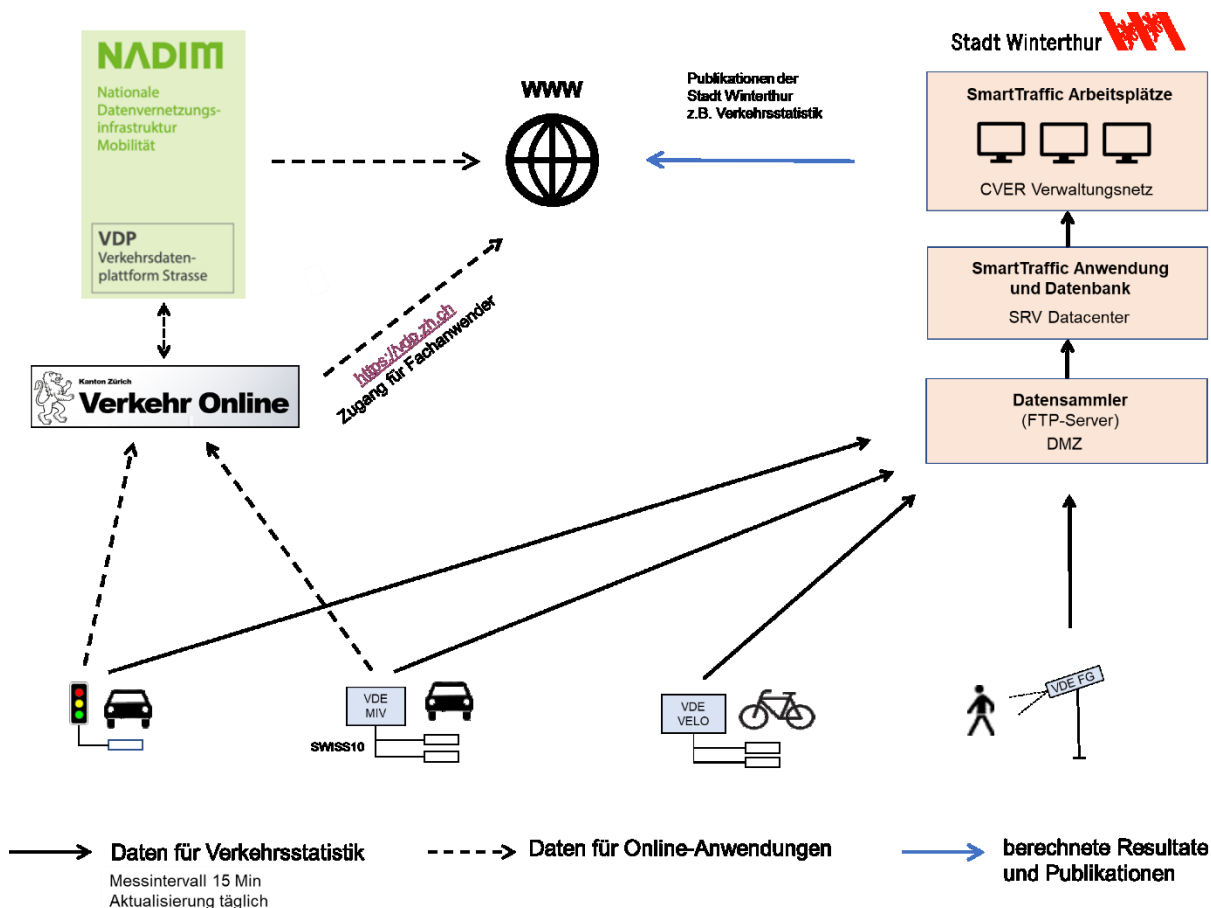 NADIM
Nationale
Datenvernetzungs-
infrastruktur
Mobilität
VDP
Verkehrsdaten-
plattform Strasse
Kanton Zürich
Verkehr Online
WWW
https://vdp.zh.ch
Zugang für Fachanwender
Publikationen der
Stadt Winterthur
z.B. Verkehrsstatistik
Stadt Winterthur
SmartTraffic Arbeitsplätze
CVER Verwaltungsnetz
SmartTraffic Anwendung
und Datenbank
SRV Datacenter
Datensammler
(FTP-Server)
DMZ
VDE
MIV
SWISS10
VDE
VELO
VDE FG
Daten für Verkehrsstatistik
Messintervall 15 Min
Aktualisierung täglich
Daten für Online-Anwendungen
berechnete Resultate
und Publikationen